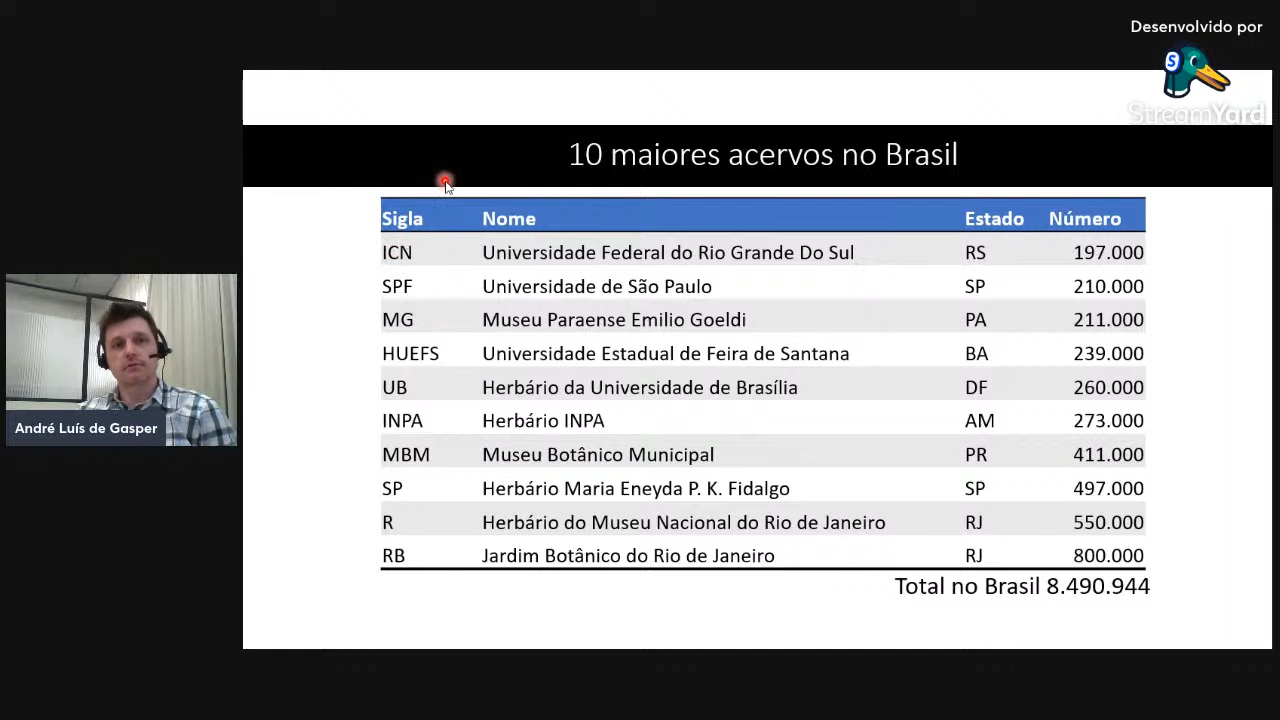 Desenvolvido por
S
StreamYard
10 maiores acervos no Brasil
Sigla Nome Estado Número
ICN Universidade Federal do Rio Grande Do Sul RS 197.000
SPF Universidade de São Paulo SP 210.000
MG Museu Paraense Emilio Goeldi PA 211.000
HUEFS Universidade Estadual de Feira de Santana BA 239.000
UB Herbário da Universidade de Brasília DF 260.000
INPA Herbário INPA AM 273.000
MBM Museu Botânico Municipal PR 411.000
SP Herbário Maria Eneyda P. K. Fidalgo SP 497.000
R Herbário do Museu Nacional do Rio de Janeiro RJ 550.000
RB Jardim Botânico do Rio de Janeiro RJ 800.000
Total no Brasil 8.490.944
André Luís de Gasper